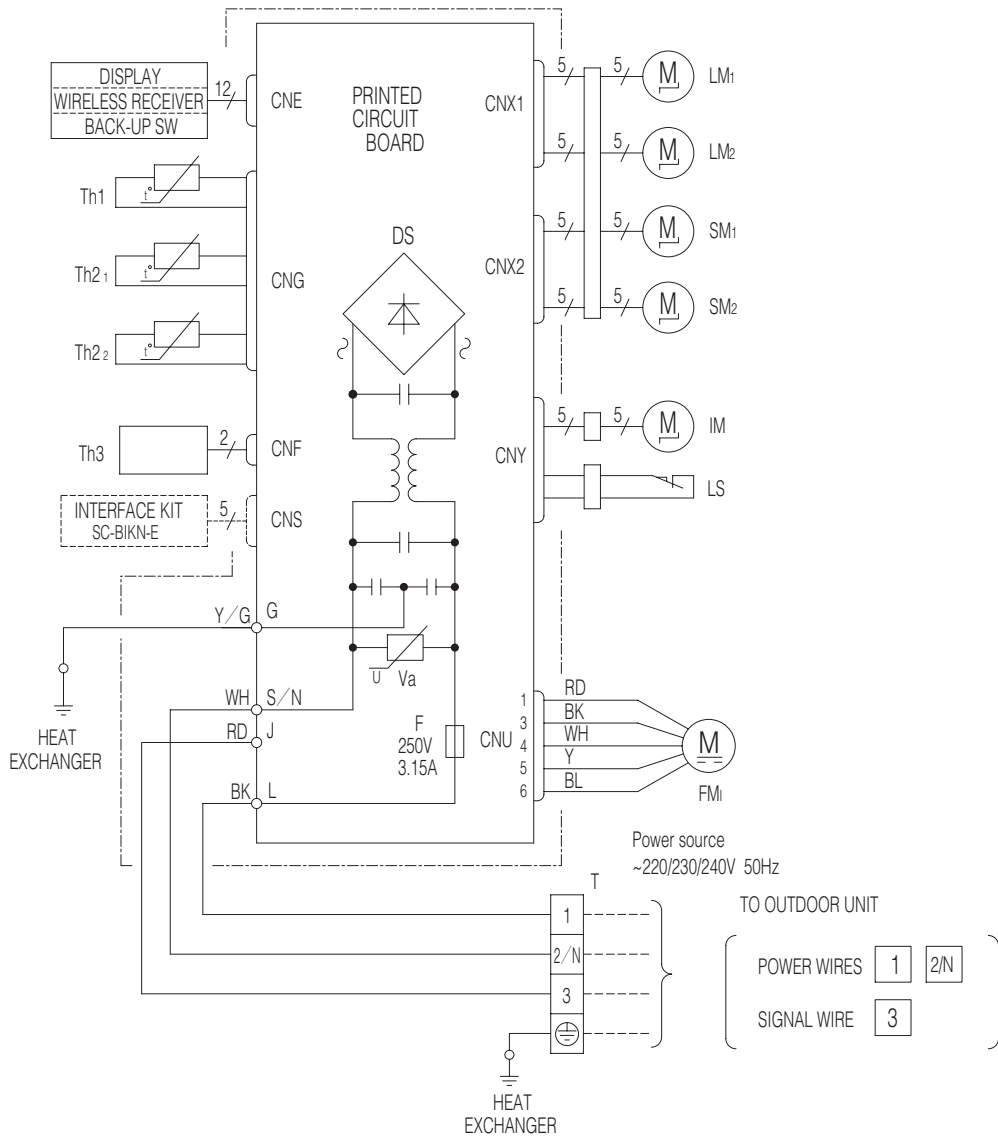 DISPLAY
WIRELESS RECEIVER
BACK-UP SW
12
CNE
PRINTED
CIRCUIT
BOARD
CNX1
5
5
M
LM1
5
5
M
LM2
Th1
t°
Th2 1
t°
CNG
Th2 2
t°
DS
CNX2
5
5
M
SM1
5
5
M
SM2
Th3
2
CNF
INTERFACE KIT
SC-BIKN-E
5
CNS
CNY
5
5
M
IM
LS
Y/G
G
HEAT
EXCHANGER
U
Va
WH
S/N
RD
J
BK
L
F
250V
3.15A
CNU
1
RD
3
BK
4
WH
5
Y
6
BL
M
FMI
Power source
~220/230/240V 50Hz
T
1
2/N
3
HEAT
EXCHANGER
TO OUTDOOR UNIT
POWER WIRES 1 2/N
SIGNAL WIRE 3